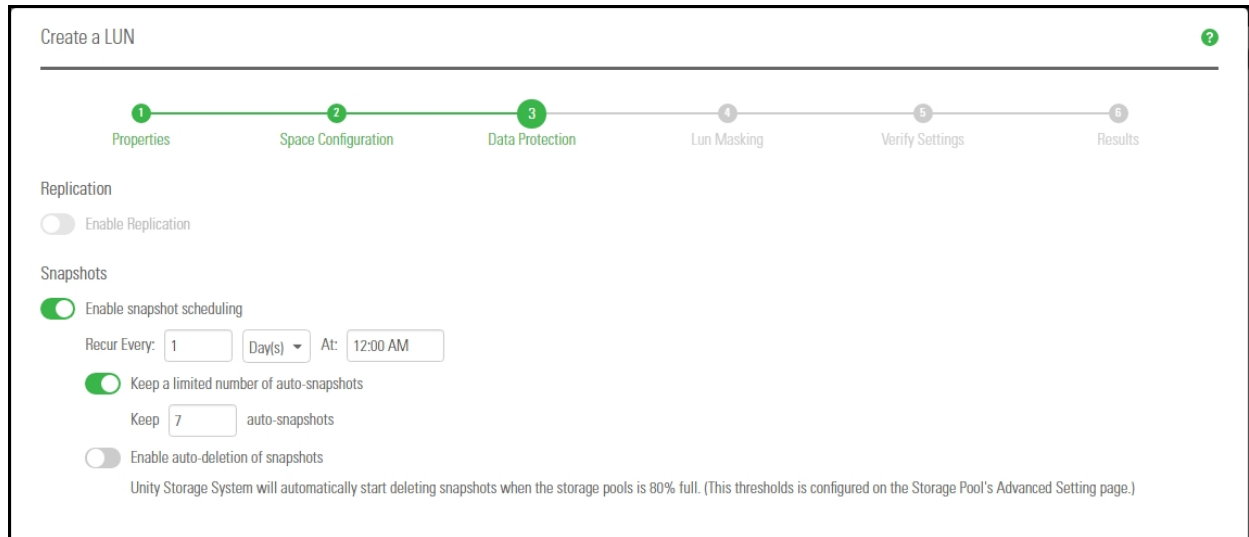 Create a LUN ?
1 2 3 4 5 6
Properties Space Configuration Data Protection Lun Masking Verify Settings Results
Replication
Enable Replication
Snapshots
Enable snapshot scheduling
Recur Every: 1 Day(s) At: 12:00 AM
Keep a limited number of auto-snapshots
Keep 7 auto-snapshots
Enable auto-deletion of snapshots
Unity Storage System will automatically start deleting snapshots when the storage pools is 80% full. (This thresholds is configured on the Storage Pool's Advanced Setting page.)